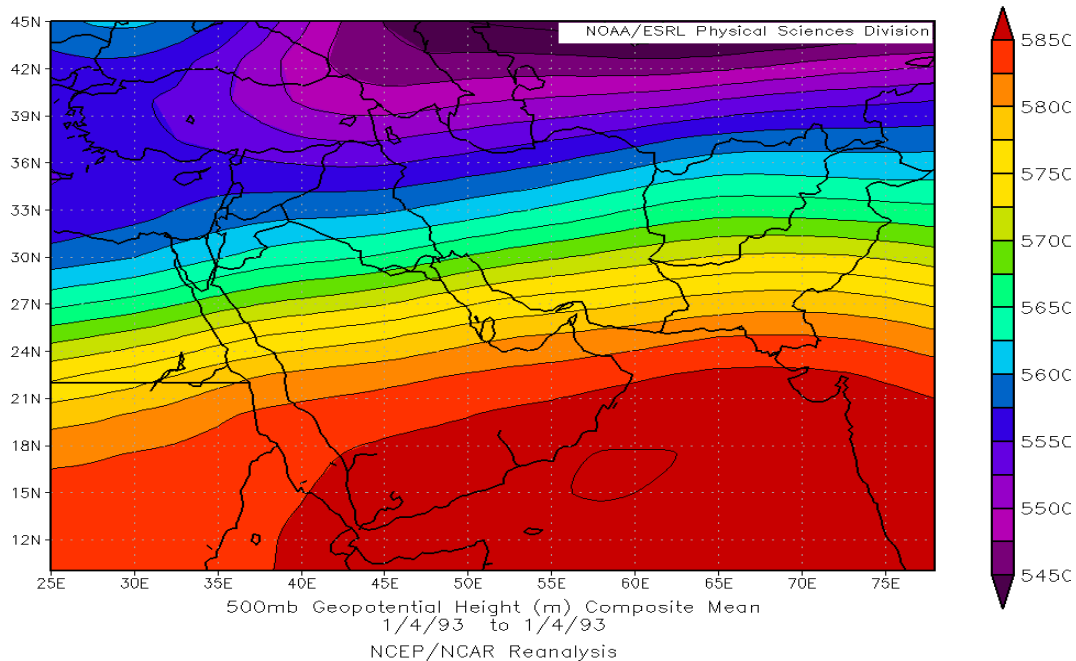 NOAA/ESRL Physical Sciences Division
45N
42N
39N
36N
33N
30N
27N
24N
21N
18N
15N
12N
25E 30E 35E 40E 45E 50E 55E 60E 65E 70E 75E
5850
5800
5750
5700
5650
5600
5550
5500
5450
500mb Geopotential Height (m) Composite Mean
1/4/93 to 1/4/93
NCEP/NCAR Reanalysis